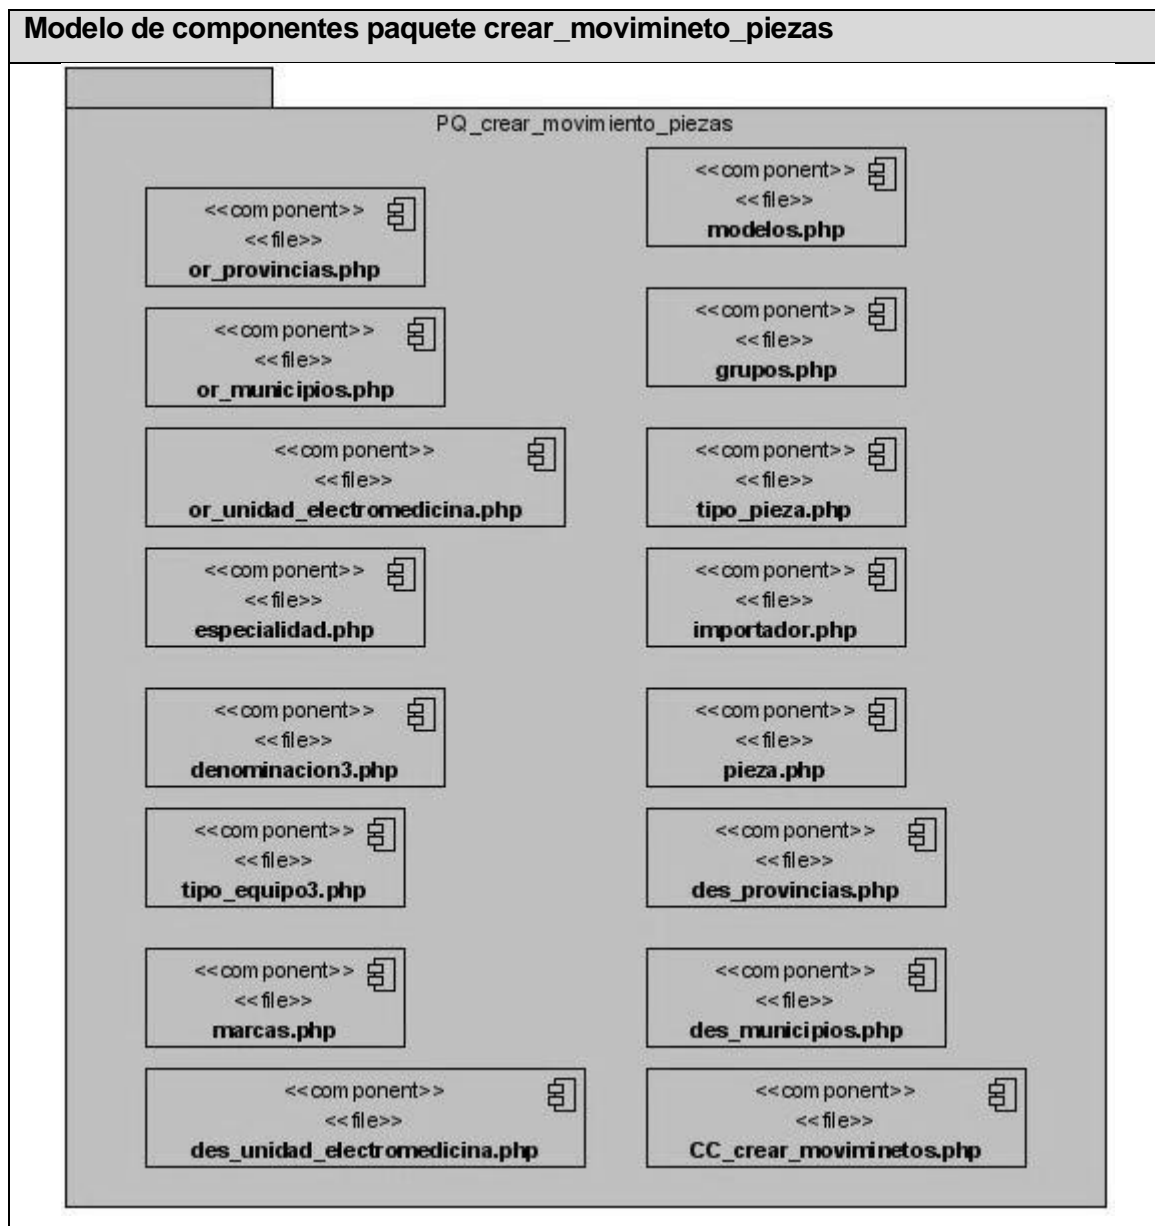 Modelo de componentes paquete crear_movimineto_piezas
PQ_crear_movimiento_piezas
<<component>>
<<file>>
or_provincias.php
<<component>>
<<file>>
or_municipios.php
<<component>>
<<file>>
or_unidad_electromedicina.php
<<component>>
<<file>>
especialidad.php
<<component>>
<<file>>
denominacion3.php
<<component>>
<<file>>
tipo_equipo3.php
<<component>>
<<file>>
marcas.php
<<component>>
<<file>>
des_unidad_electromedicina.php
<<component>>
<<file>>
modelos.php
<<component>>
<<file>>
grupos.php
<<component>>
<<file>>
tipo_pieza.php
<<component>>
<<file>>
importador.php
<<component>>
<<file>>
pieza.php
<<component>>
<<file>>
des_provincias.php
<<component>>
<<file>>
des_municipios.php
<<component>>
<<file>>
CC_crear_moviminetos.php